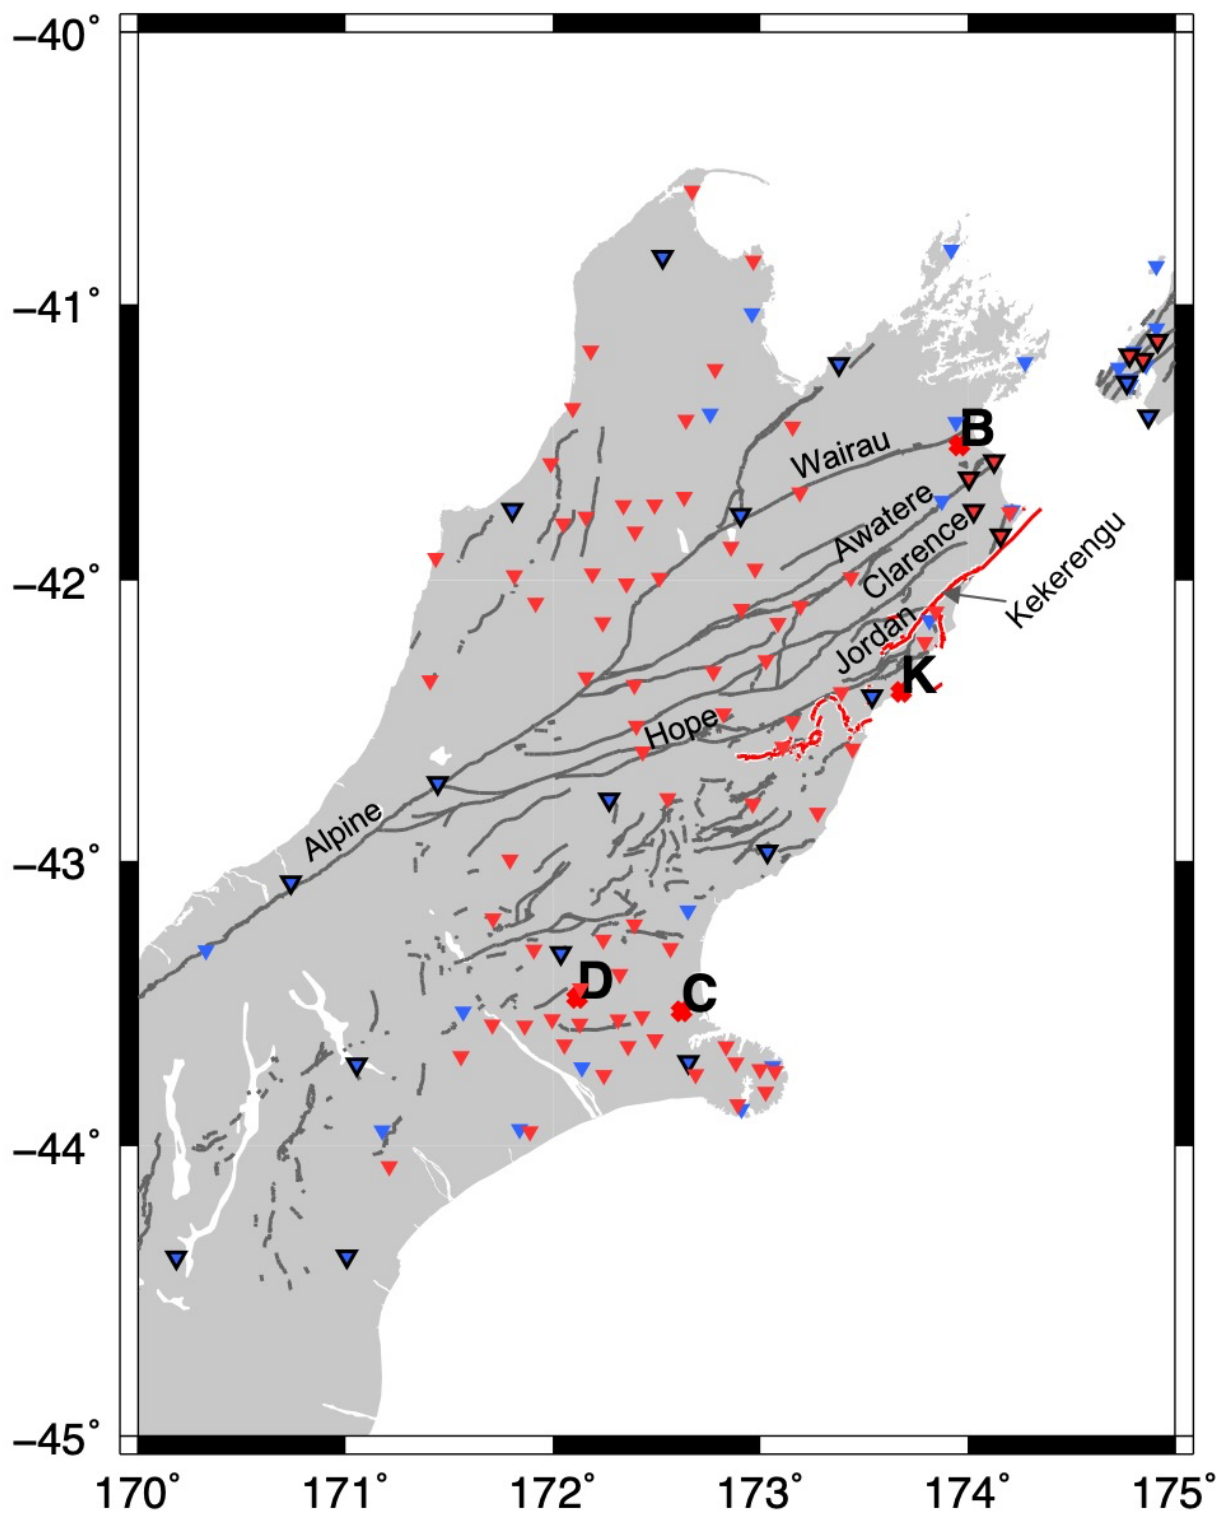 −40°
−41°
B
Wairau
Awatere
Clarence
−42°
Kekerengu
Jordan
K
Hope
Alpine
−43°
D
C
−44°
−45°
170°
171°
172°
173°
174°
175°